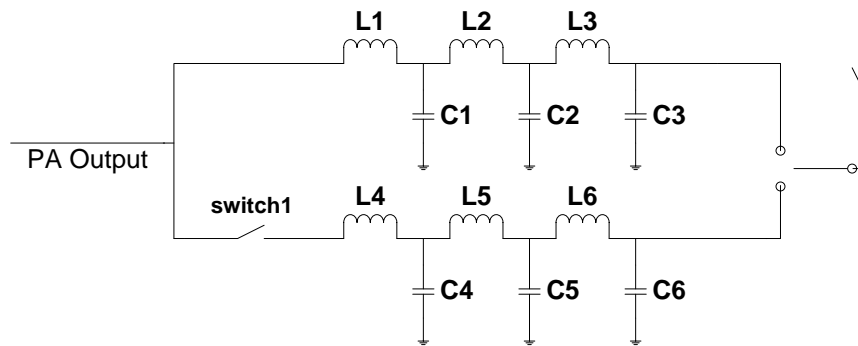 L1 L2 L3
C1 C2 C3
PA Output
switch1 L4 L5 L6
C4 C5 C6